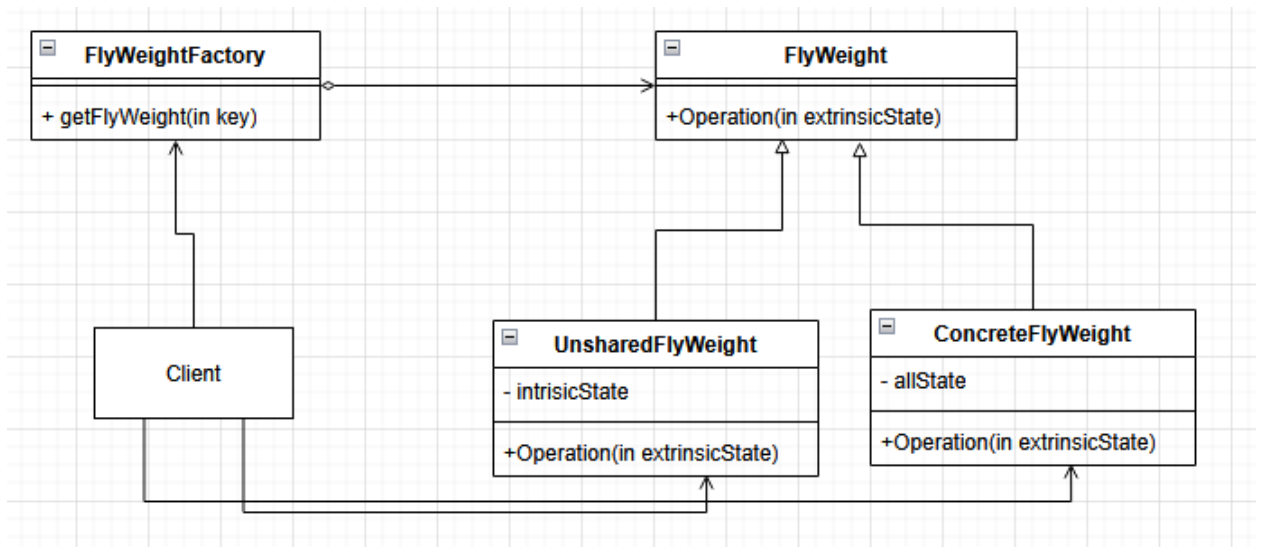 FlyWeightFactory
+ getFlyWeight(in key)
FlyWeight
+Operation(in extrinsicState)
Client
UnsharedFlyWeight
- intrisicState
+Operation(in extrinsicState)
ConcreteFlyWeight
- allState
+Operation(in extrinsicState)